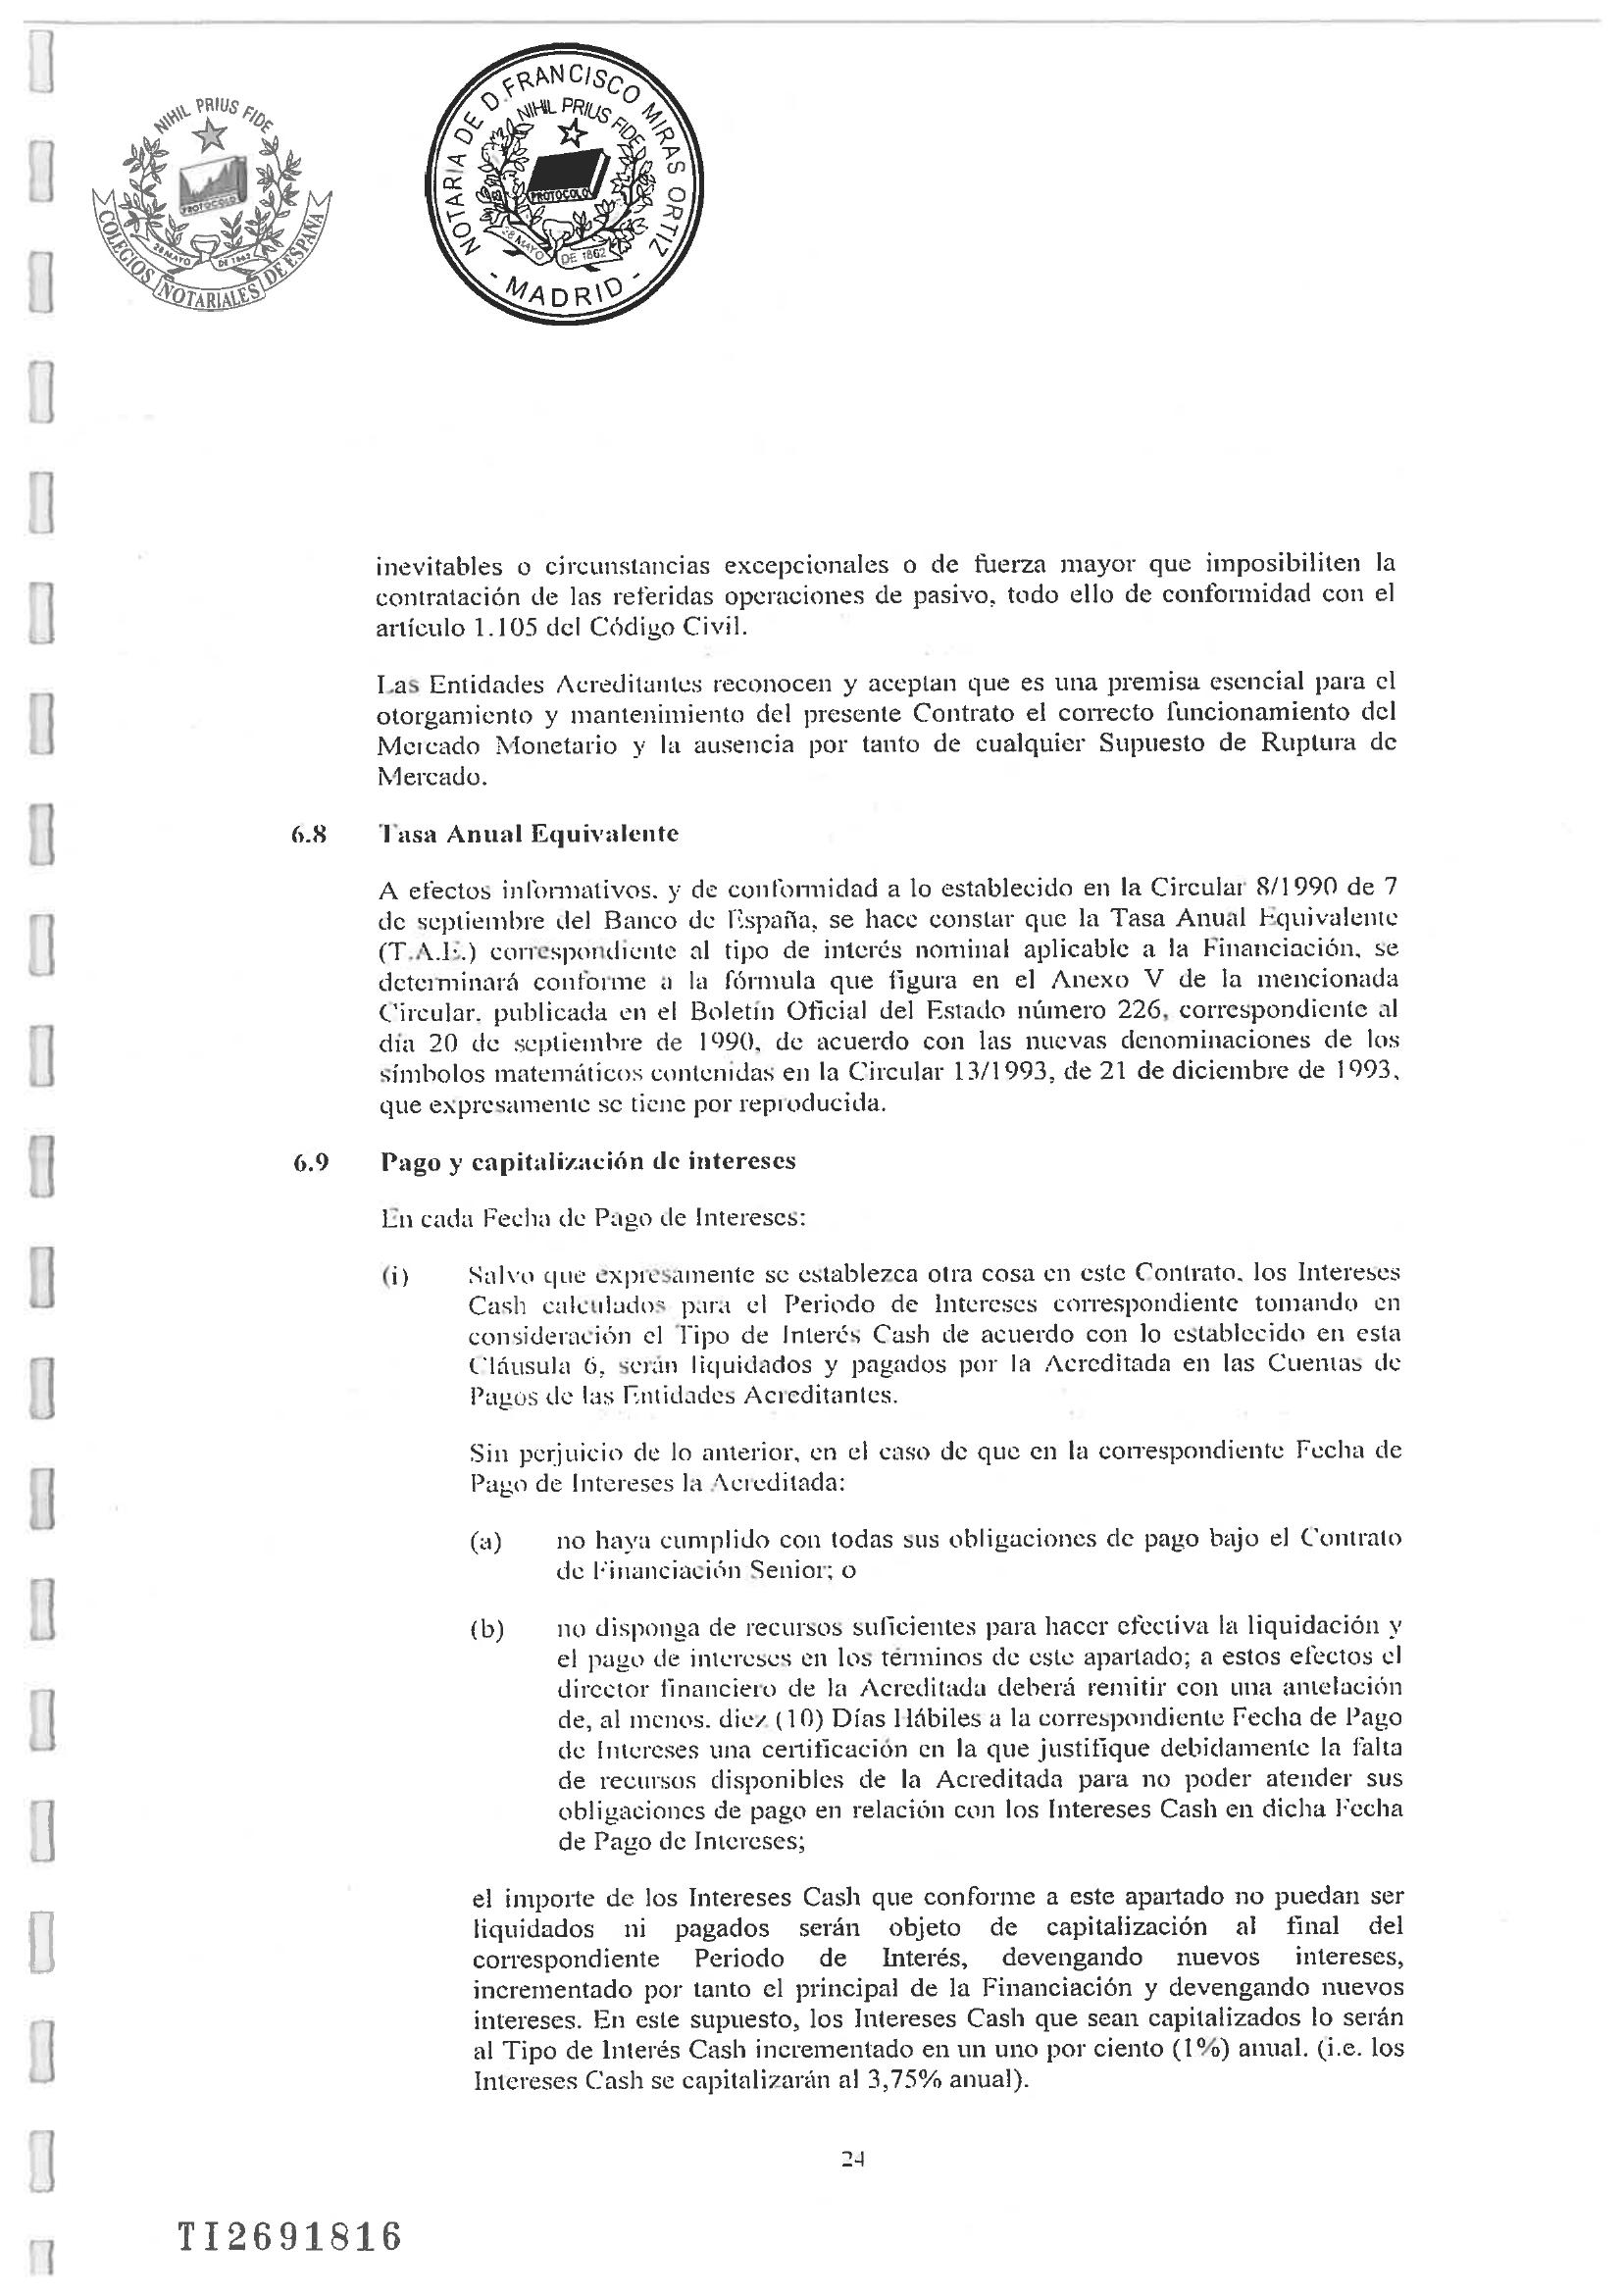 NIHIL PRIUS FIDE
PROTOCOLO
28 MAYO DE 1862
COLEGIOS NOTARIALES DE ESPAÑA
NOTARIA DE D. FRANCISCO MIRAS ORTIZ
NIHIL PRIUS FIDE
PROTOCOLO
28 MAYO DE 1862
- MADRID -
inevitables o circunstancias excepcionales o de fuerza mayor que imposibiliten la
contratación de las referidas operaciones de pasivo, todo ello de conformidad con el
artículo 1.105 del Código Civil.
Las Entidades Acreditantes reconocen y aceptan que es una premisa esencial para el
otorgamiento y mantenimiento del presente Contrato el correcto funcionamiento del
Mercado Monetario y la ausencia por tanto de cualquier Supuesto de Ruptura de
Mercado.
6.8 Tasa Anual Equivalente
A efectos informativos, y de conformidad a lo establecido en la Circular 8/1990 de 7
de septiembre del Banco de España, se hace constar que la Tasa Anual Equivalente
(T.A.E.) correspondiente al tipo de interés nominal aplicable a la Financiación, se
determinará conforme a la fórmula que figura en el Anexo V de la mencionada
Circular, publicada en el Boletín Oficial del Estado número 226, correspondiente al
día 20 de septiembre de 1990, de acuerdo con las nuevas denominaciones de los
símbolos matemáticos contenidas en la Circular 13/1993, de 21 de diciembre de 1993,
que expresamente se tiene por reproducida.
6.9 Pago y capitalización de intereses
En cada Fecha de Pago de Intereses:
(i) Salvo que expresamente se establezca otra cosa en este Contrato, los Intereses
Cash calculados para el Periodo de Intereses correspondiente tomando en
consideración el Tipo de Interés Cash de acuerdo con lo establecido en esta
Cláusula 6, serán liquidados y pagados por la Acreditada en las Cuentas de
Pagos de las Entidades Acreditantes.
Sin perjuicio de lo anterior, en el caso de que en la correspondiente Fecha de
Pago de Intereses la Acreditada:
(a) no haya cumplido con todas sus obligaciones de pago bajo el Contrato
de Financiación Senior; o
(b) no disponga de recursos suficientes para hacer efectiva la liquidación y
el pago de intereses en los términos de este apartado; a estos efectos el
director financiero de la Acreditada deberá remitir con una antelación
de, al menos, diez (10) Días Hábiles a la correspondiente Fecha de Pago
de Intereses una certificación en la que justifique debidamente la falta
de recursos disponibles de la Acreditada para no poder atender sus
obligaciones de pago en relación con los Intereses Cash en dicha Fecha
de Pago de Intereses;
el importe de los Intereses Cash que conforme a este apartado no puedan ser
liquidados ni pagados serán objeto de capitalización al final del
correspondiente Periodo de Interés, devengando nuevos intereses,
incrementado por tanto el principal de la Financiación y devengando nuevos
intereses. En este supuesto, los Intereses Cash que sean capitalizados lo serán
al Tipo de Interés Cash incrementado en un uno por ciento (1%) anual. (i.e. los
Intereses Cash se capitalizarán al 3,75% anual).
24
TI2691816